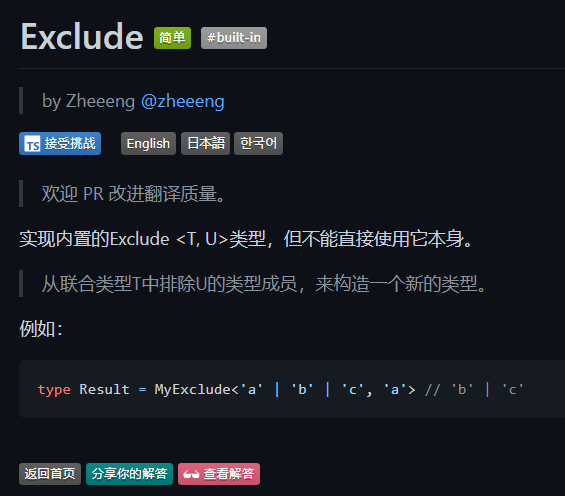 Exclude 简单 #built-in
by Zheeeng @zheeeng
TS 接受挑战 English 日本語 한국어
欢迎 PR 改进翻译质量。
实现内置的Exclude <T, U>类型，但不能直接使用它本身。
从联合类型T中排除U的类型成员，来构造一个新的类型。
例如：
type Result = MyExclude<'a' | 'b' | 'c', 'a'> // 'b' | 'c'
返回首页 分享你的解答 查看解答